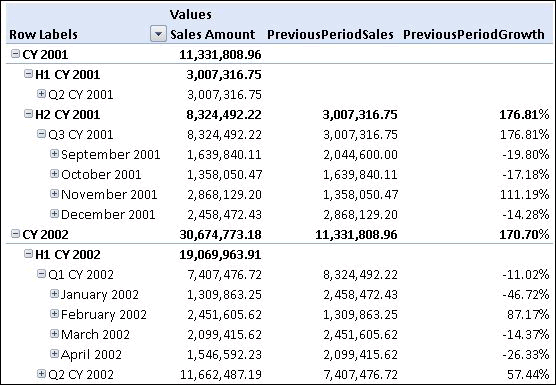 Values
Row Labels Sales Amount PreviousPeriodSales PreviousPeriodGrowth
CY 2001 11,331,808.96
H1 CY 2001 3,007,316.75
Q2 CY 2001 3,007,316.75
H2 CY 2001 8,324,492.22 3,007,316.75 176.81%
Q3 CY 2001 8,324,492.22 3,007,316.75 176.81%
September 2001 1,639,840.11 2,044,600.00 -19.80%
October 2001 1,358,050.47 1,639,840.11 -17.18%
November 2001 2,868,129.20 1,358,050.47 111.19%
December 2001 2,458,472.43 2,868,129.20 -14.28%
CY 2002 30,674,773.18 11,331,808.96 170.70%
H1 CY 2002 19,069,963.91
Q1 CY 2002 7,407,476.72 8,324,492.22 -11.02%
January 2002 1,309,863.25 2,458,472.43 -46.72%
February 2002 2,451,605.62 1,309,863.25 87.17%
March 2002 2,099,415.62 2,451,605.62 -14.37%
April 2002 1,546,592.23 2,099,415.62 -26.33%
Q2 CY 2002 11,662,487.19 7,407,476.72 57.44%